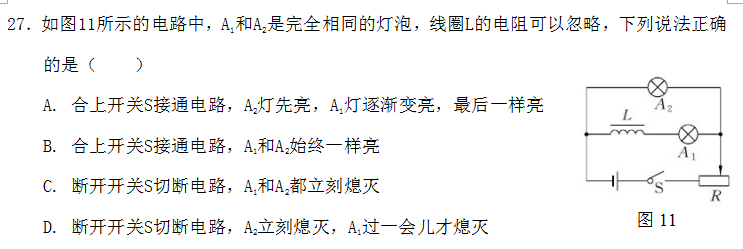 27. 如图11所示的电路中，A₁和A₂是完全相同的灯泡，线圈L的电阻可以忽略，下列说法正确
的是（　　）
A. 合上开关S接通电路，A₂灯先亮，A₁灯逐渐变亮，最后一样亮
B. 合上开关S接通电路，A₁和A₂始终一样亮
C. 断开开关S切断电路，A₁和A₂都立刻熄灭
D. 断开开关S切断电路，A₂立刻熄灭，A₁过一会儿才熄灭
A₂
L
A₁
S
R
图 11